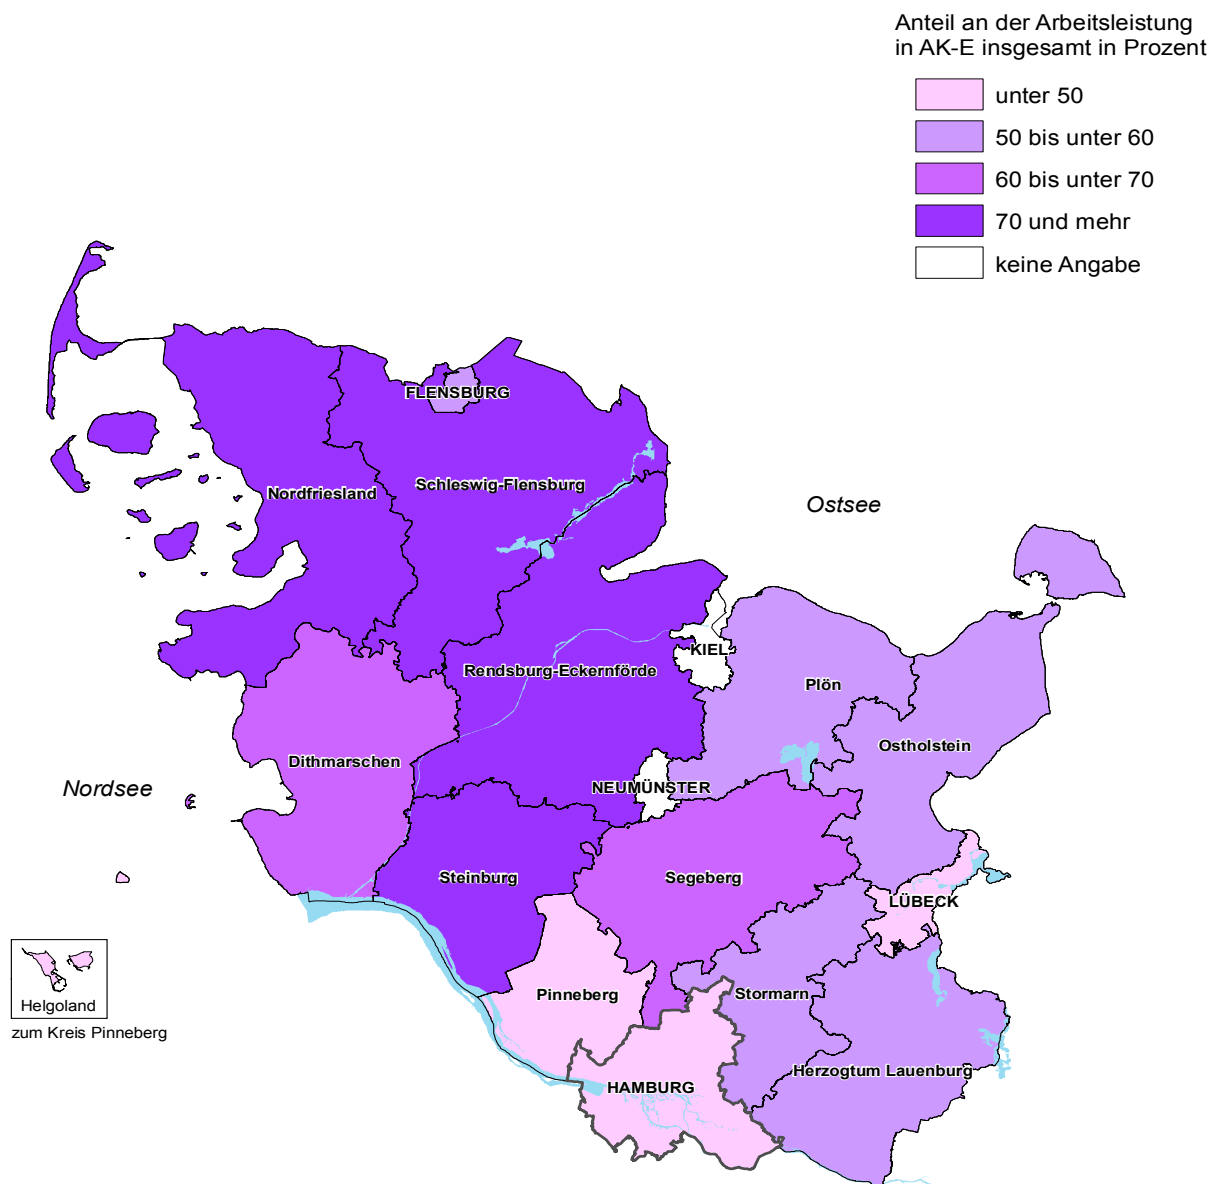 Anteil an der Arbeitsleistung
in AK-E insgesamt in Prozent
unter 50
50 bis unter 60
60 bis unter 70
70 und mehr
keine Angabe
FLENSBURG
Schleswig-Flensburg
Nordfriesland
Ostsee
KIEL
Rendsburg-Eckernförde
Plön
Ostholstein
Dithmarschen
Nordsee
NEUMÜNSTER
Steinburg
Segeberg
LÜBECK
Pinneberg
Stormarn
Helgoland
zum Kreis Pinneberg
Herzogtum Lauenburg
HAMBURG